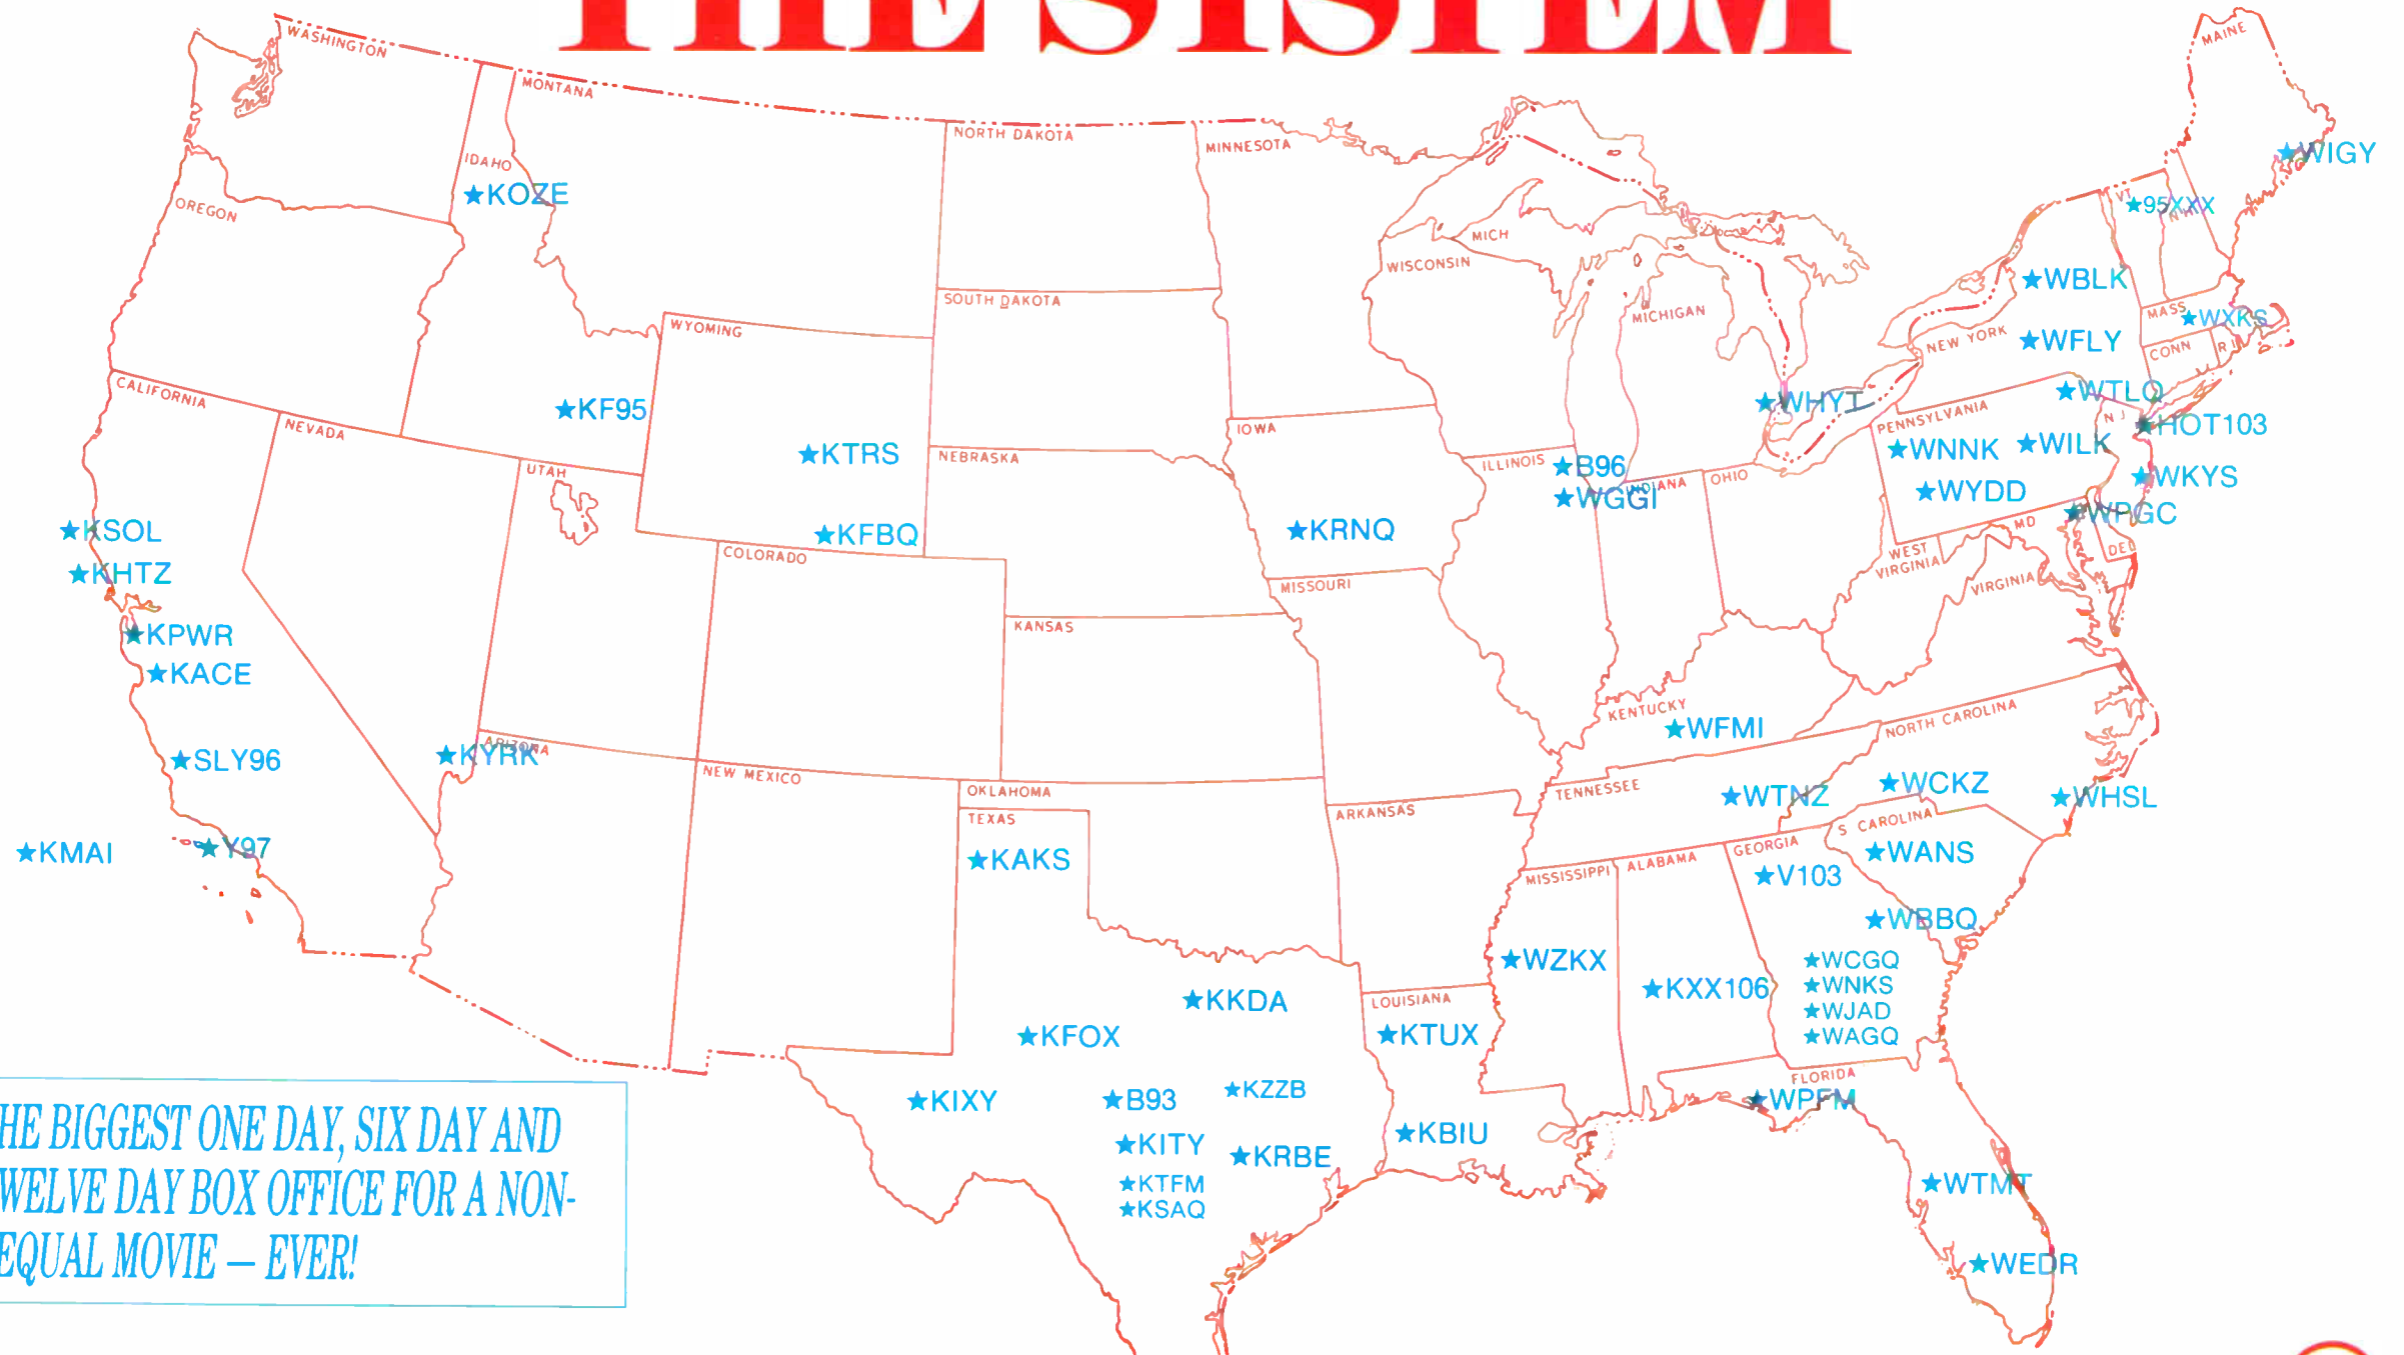 THE SYSTEM
WASHINGTON
MONTANA
IDAHO
NORTH DAKOTA
MINNESOTA
MAINE
★WIGY
★KOZE
OREGON
VT
N H
★95XXX
MICH
WISCONSIN
★WBLK
SOUTH DAKOTA
WYOMING
MICHIGAN
MASS
★WXKS
NEW YORK
★WFLY
CONN
R I
CALIFORNIA
★KF95
NEVADA
★WHYT
★WTLQ
PENNSYLVANIA
N J
★HOT103
IOWA
★KTRS
NEBRASKA
UTAH
ILLINOIS
★B96
★WGGI
INDIANA
OHIO
★WNNK
★WILK
★WKYS
★WYDD
★WPGC
MD
DEL
★KSOL
★KFBQ
★KRNQ
COLORADO
WEST
VIRGINIA
VIRGINIA
★KHTZ
MISSOURI
KANSAS
★KPWR
★KACE
KENTUCKY
★WFMI
NORTH CAROLINA
★SLY96
★KYRK
ARIZONA
NEW MEXICO
OKLAHOMA
TEXAS
TENNESSEE
★WTNZ
★WCKZ
★WHSL
ARKANSAS
S CAROLINA
★KMAI
★Y97
★KAKS
MISSISSIPPI
ALABAMA
GEORGIA
★WANS
★V103
★WBBQ
★WZKX
★WCGQ
★WNKS
★WJAD
★WAGQ
★KXX106
★KKDA
LOUISIANA
★KFOX
★KTUX
FLORIDA
★KIXY
★B93
★KZZB
★WPFM
★KITY
★KRBE
★KBIU
★KTFM
★KSAQ
★WTMT
★WEDR
HE BIGGEST ONE DAY, SIX DAY AND
WELVE DAY BOX OFFICE FOR A NON-
EQUAL MOVIE — EVER!